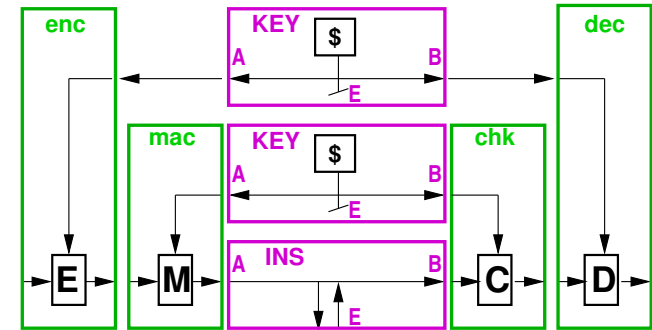 enc KEY $ dec
A B
E
mac KEY $ chk
A B
E
INS
A B
E M C D
E